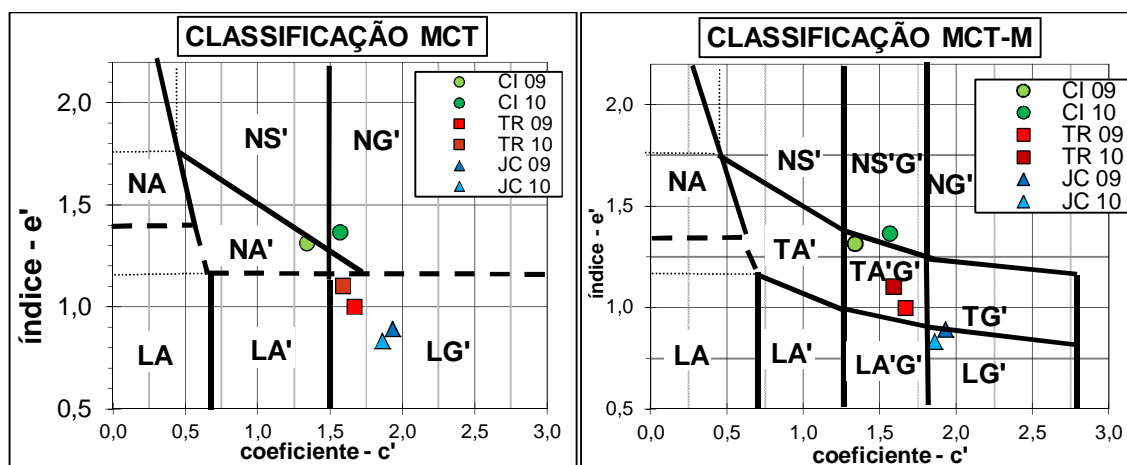 CLASSIFICAÇÃO MCT
CI 09
CI 10
TR 09
TR 10
JC 09
JC 10
NS'
NG'
NA
NA'
LA
LA'
LG'
índice - e'
2,0
1,5
1,0
0,5
0,0
0,5
1,0
1,5
2,0
2,5
3,0
coeficiente - c'
CLASSIFICAÇÃO MCT-M
CI 09
CI 10
TR 09
TR 10
JC 09
JC 10
NS'
NS'G'
NG'
NA
TA'
TA'G'
TG'
LA
LA'
LA'G'
LG'
índice - e'
2,0
1,5
1,0
0,5
0,0
0,5
1,0
1,5
2,0
2,5
3,0
coeficiente - c'